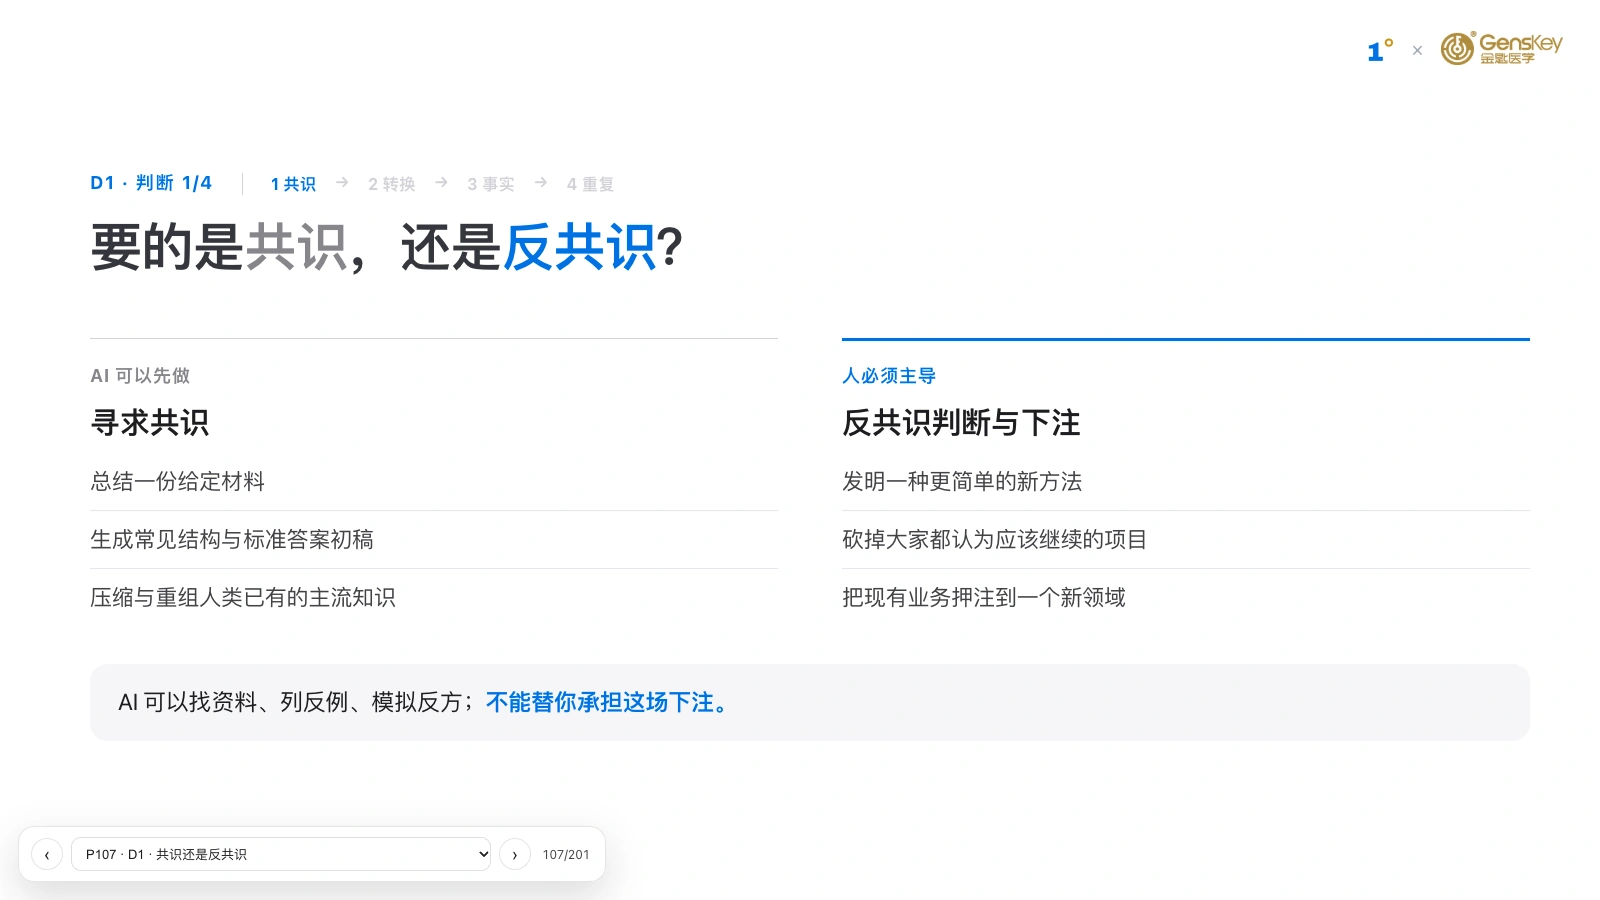 1° × GensKey®
金匙医学
D1 · 判断 1/4 1 共识 → 2 转换 → 3 事实 → 4 重复
要的是共识，还是反共识？
AI 可以先做
寻求共识
总结一份给定材料
生成常见结构与标准答案初稿
压缩与重组人类已有的主流知识
人必须主导
反共识判断与下注
发明一种更简单的新方法
砍掉大家都认为应该继续的项目
把现有业务押注到一个新领域
AI 可以找资料、列反例、模拟反方；不能替你承担这场下注。
‹ P107 · D1 · 共识还是反共识 › 107/201